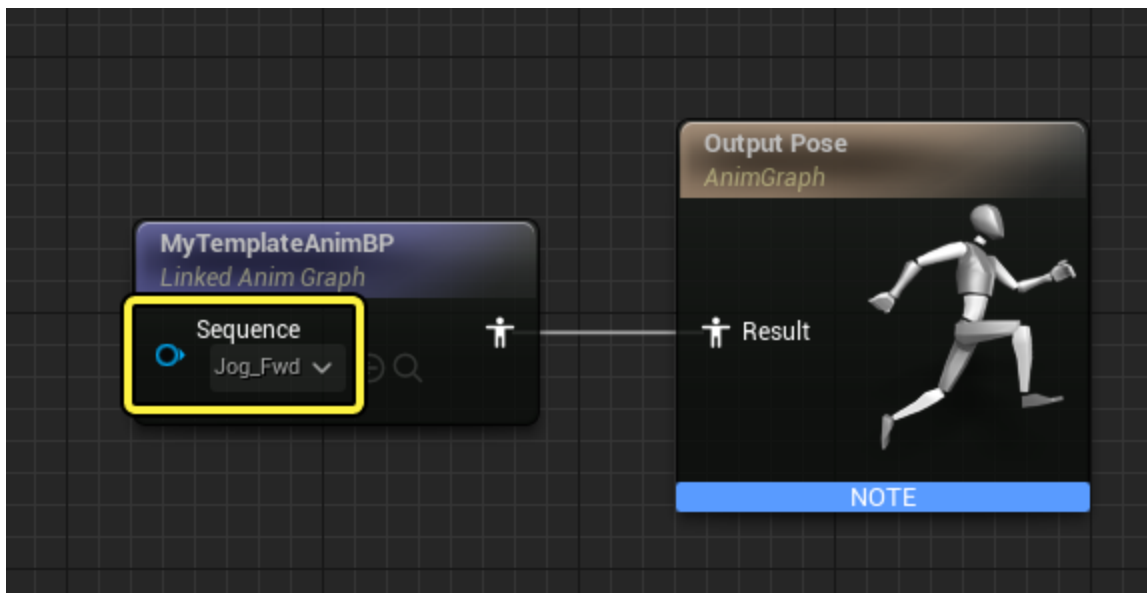 Output Pose
AnimGraph
MyTemplateAnimBP
Linked Anim Graph
Sequence
Jog_Fwd
Result
NOTE